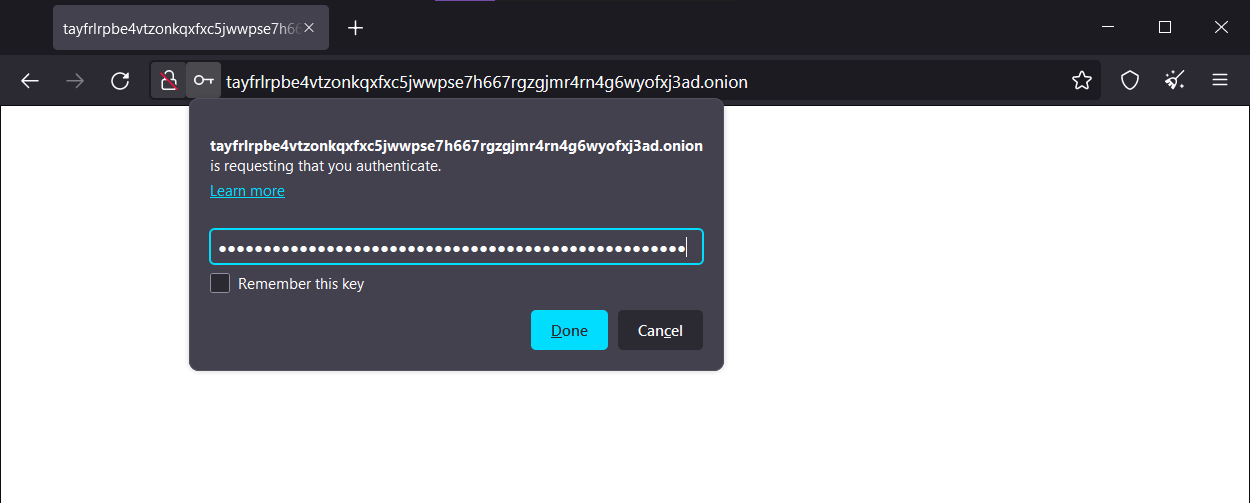 tayfrlrpbe4vtzonkqxfxc5jwwpse7h66
tayfrlrpbe4vtzonkqxfxc5jwwpse7h667rgzgjmr4rn4g6wyofxj3ad.onion
tayfrlrpbe4vtzonkqxfxc5jwwpse7h667rgzgjmr4rn4g6wyofxj3ad.onion
is requesting that you authenticate.
Learn more
Remember this key
Done
Cancel